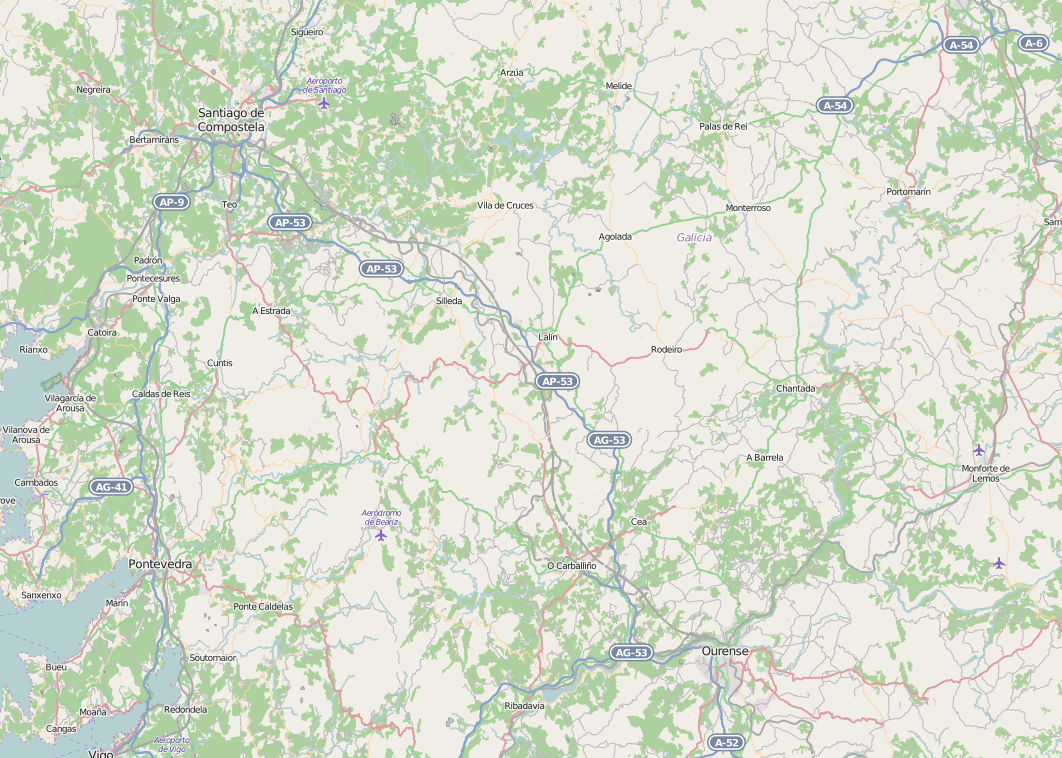 Sigüeiro
A-54
A-6
Arzúa
Aeroporto
de Santiago
Melide
Negreira
A-54
Santiago de
Compostela
Palas de Rei
Bertamiráns
Portomarín
AP-9
Teo
Vila de Cruces
Monterroso
AP-53
Sarri
Agolada
Galicia
Padrón
AP-53
Pontecesures
Ponte Valga
Silleda
A Estrada
Catoira
Lalín
Rianxo
Rodeiro
Cuntis
AP-53
Chantada
Caldas de Reis
Vilagarcía de
Arousa
Vilanova de
Arousa
AG-53
A Barrela
Monforte de
Lemos
Cambados
AG-41
rove
Aeródromo
de Beariz
Cea
Pontevedra
O Carballiño
Sanxenxo
Marín
Ponte Caldelas
AG-53
Ourense
Soutomaior
Bueu
Moaña
Redondela
Ribadavia
Cangas
Aeroporto
de Vigo
A-52
Vigo